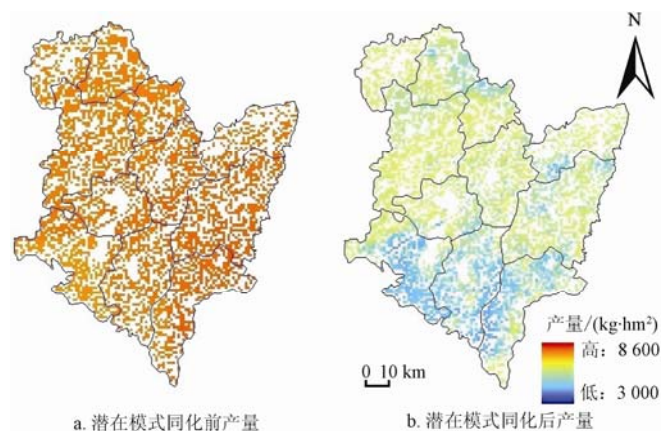 N
产量/(kg·hm²)
高：8 600
低：3 000
0 10 km
a. 潜在模式同化前产量
b. 潜在模式同化后产量